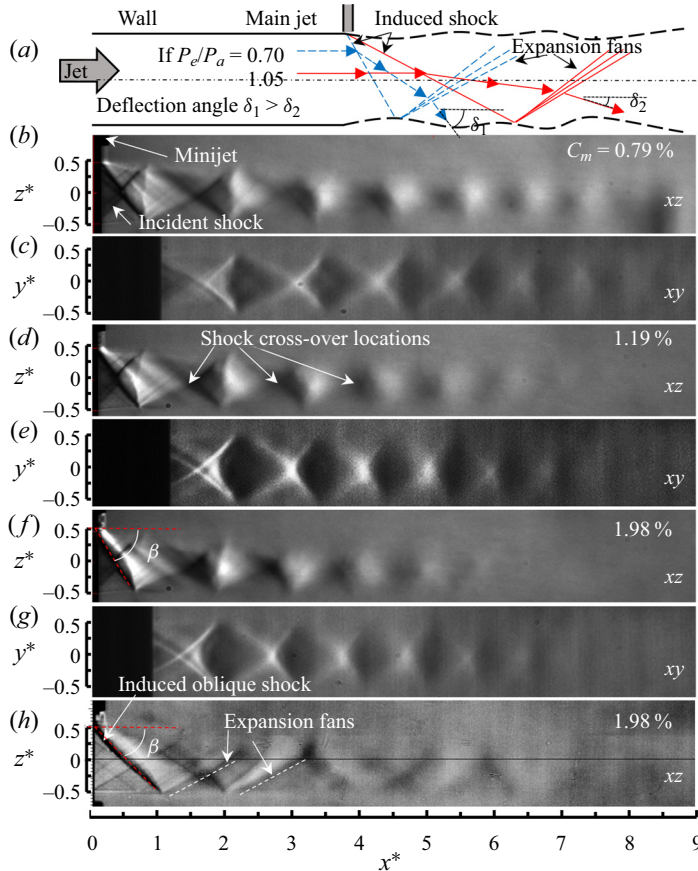 Wall
Main jet
Induced shock
(a)
If Pe/Pa = 0.70
1.05
Expansion fans
Jet
Deflection angle δ1 > δ2
δ1
δ2
(b)
Minijet
Cm = 0.79 %
0.5
z*
0
–0.5
Incident shock
xz
(c)
0.5
y*
0
–0.5
xy
(d)
Shock cross-over locations
1.19 %
0.5
z*
0
–0.5
xz
(e)
0.5
y*
0
–0.5
xy
(f)
1.98 %
0.5
z*
0
–0.5
β
xz
(g)
0.5
y*
0
–0.5
xy
Induced oblique shock
(h)
Expansion fans
1.98 %
0.5
z*
0
–0.5
β
xz
0 1 2 3 4 5 6 7 8 9
x*